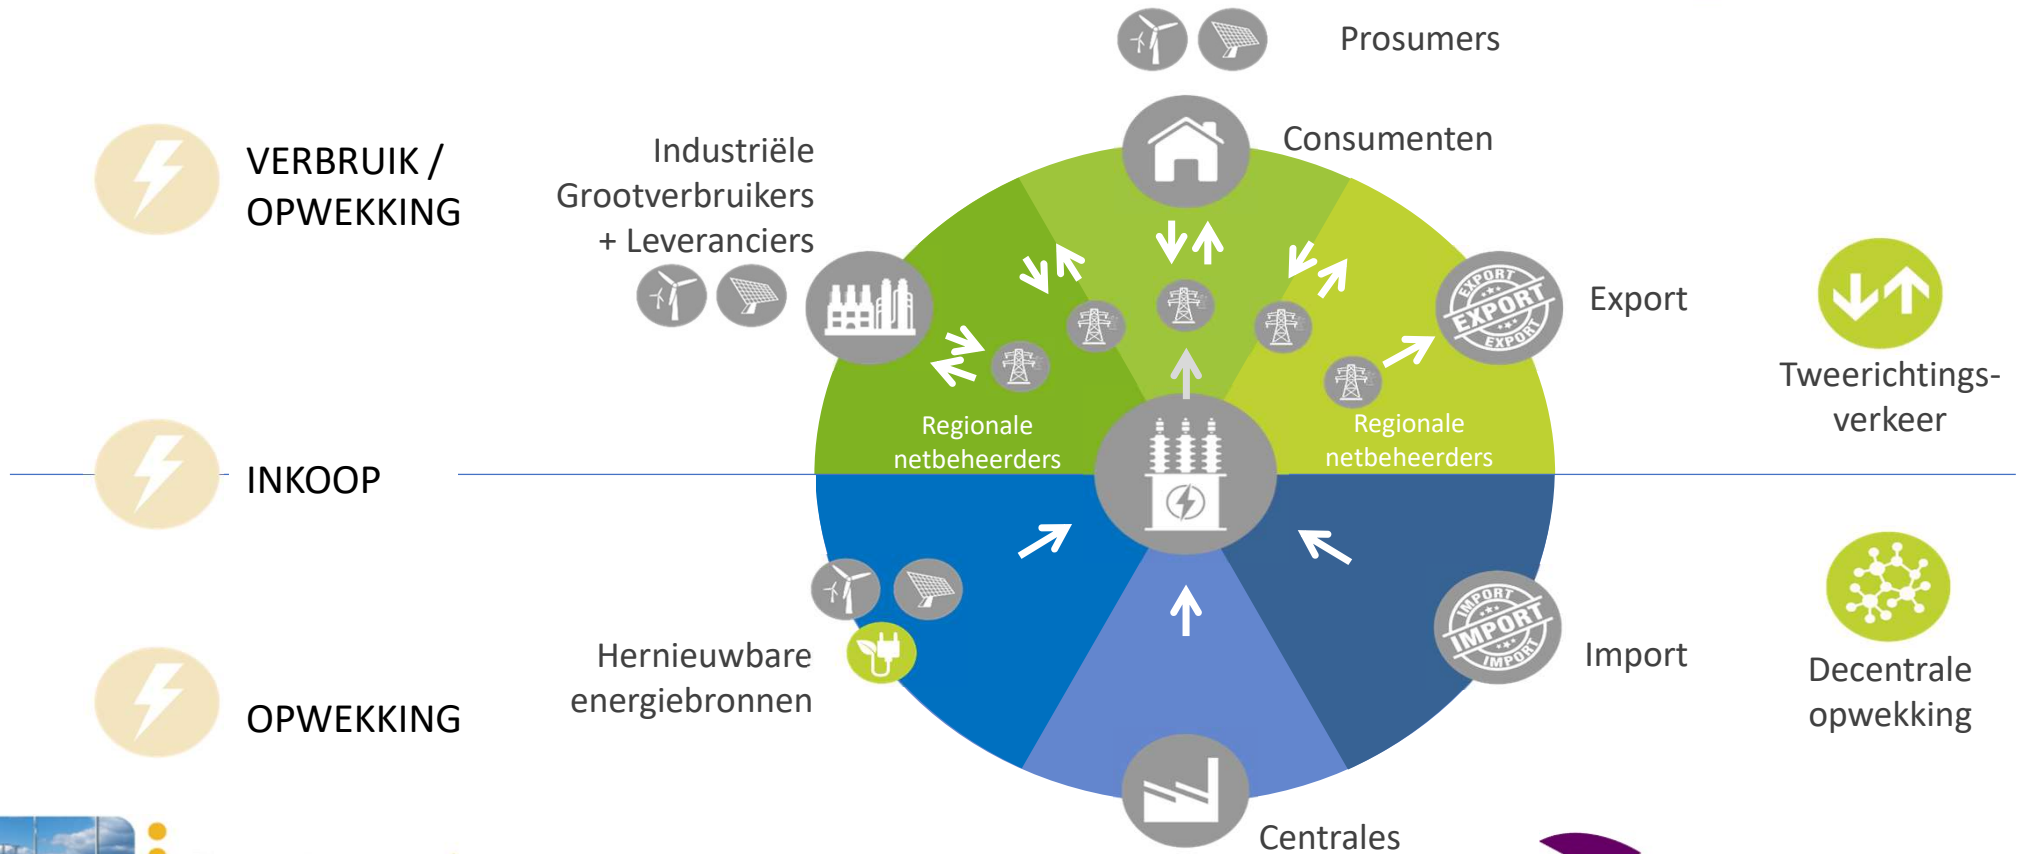 Prosumers
Consumenten
VERBRUIK /
OPWEKKING
Industriële
Grootverbruikers
+ Leveranciers
EXPORT
EXPORT
EXPORT
Export
Tweerichtings-
verkeer
Regionale
netbeheerders
Regionale
netbeheerders
INKOOP
Hernieuwbare
energiebronnen
IMPORT
IMPORT
IMPORT
Import
Decentrale
opwekking
OPWEKKING
Centrales